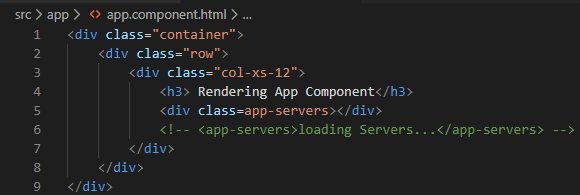 src > app > <> app.component.html > ...
1 <div class="container">
2 <div class="row">
3 <div class="col-xs-12">
4 <h3> Rendering App Component</h3>
5 <div class=app-servers></div>
6 <!-- <app-servers>loading Servers...</app-servers> -->
7 </div>
8 </div>
9 </div>